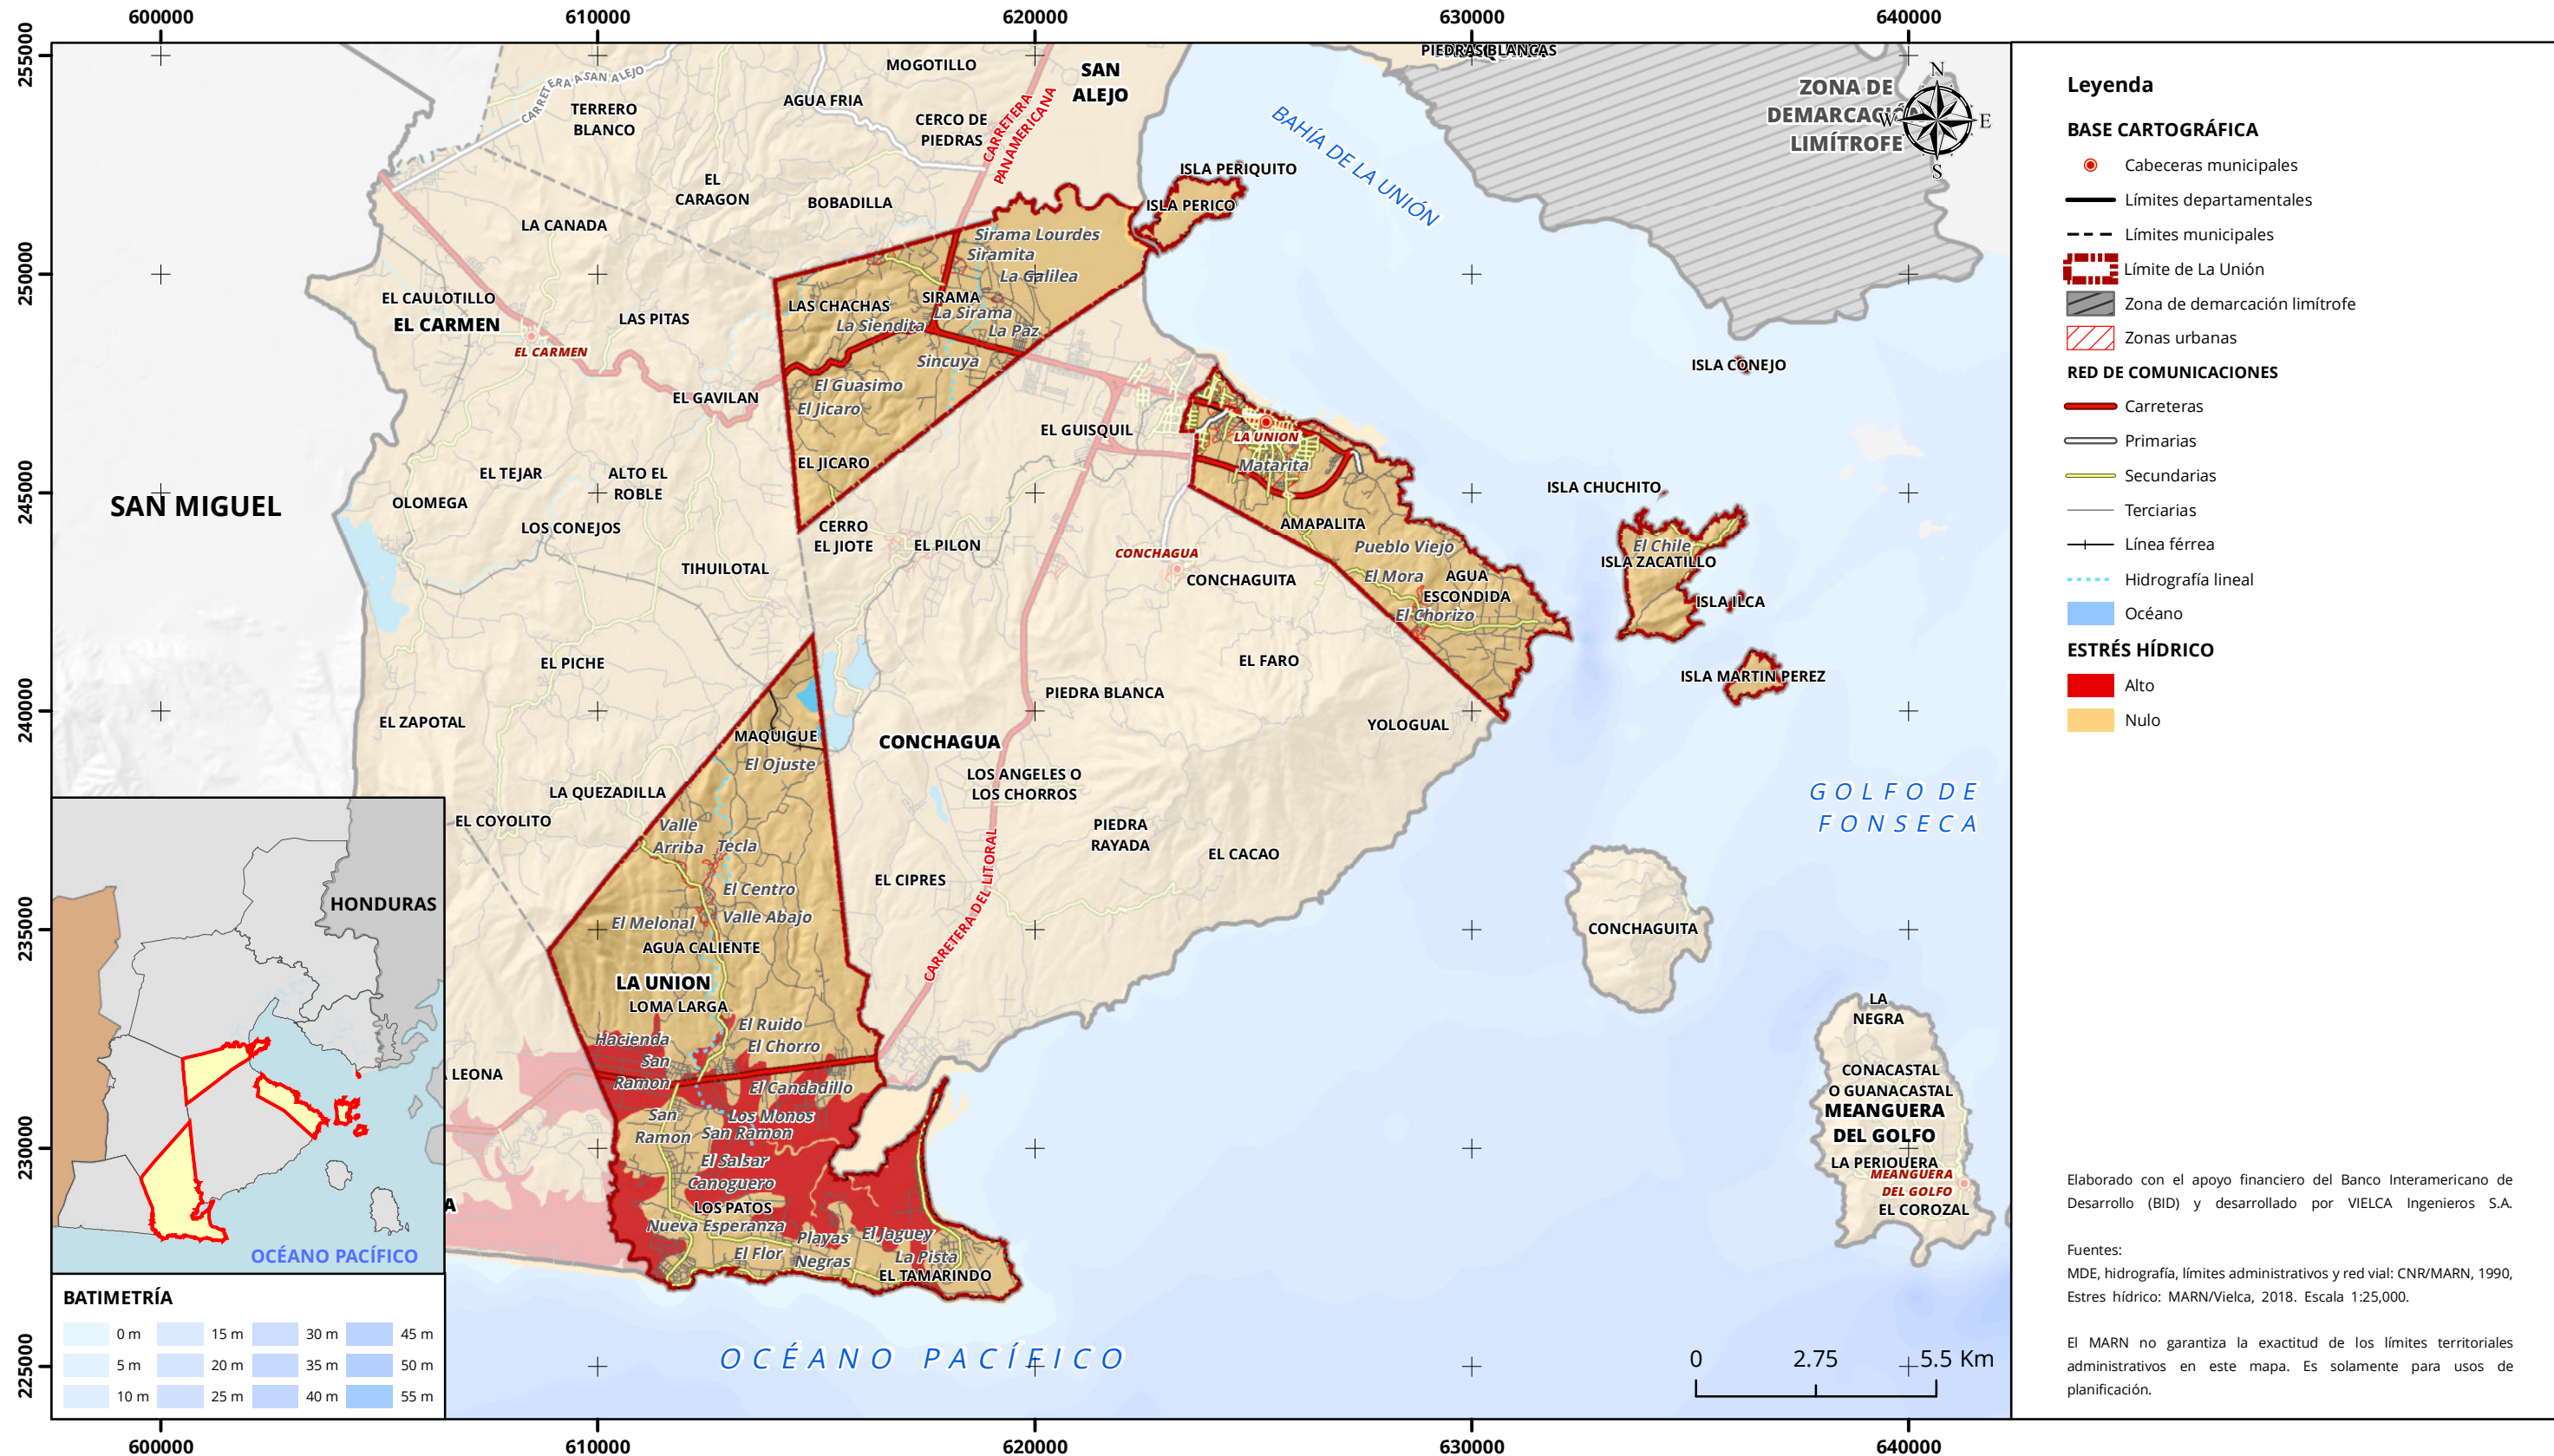 600000
610000
620000
630000
640000
255000
250000
245000
240000
235000
230000
225000
600000
610000
620000
630000
640000
PIEDRAS BLANCAS
MOGOTILLO
SAN
ALEJO
CARRETERA A SAN ALEJO
TERRERO
BLANCO
AGUA FRIA
CERCO DE
PIEDRAS
CARRETERA
PANAMERICANA
BAHÍA DE LA UNIÓN
ZONA DE
DEMARCACIÓN
LIMÍTROFE
N
W
E
S
ISLA PERIQUITO
ISLA PERICO
EL
CARAGON
BOBADILLA
LA CANADA
Sirama Lourdes
Siramita
La Galilea
EL CAULOTILLO
EL CARMEN
LAS PITAS
LAS CHACHAS
SIRAMA
La Sirama
La Siendita
La Paz
EL CARMEN
Sincuya
El Guasimo
El Jicaro
EL GAVILAN
ISLA CONEJO
EL GUISQUIL
LA UNION
Matarita
EL JICARO
EL TEJAR
ALTO EL
ROBLE
OLOMEGA
LOS CONEJOS
SAN MIGUEL
ISLA CHUCHITO
CERRO
EL JIOTE
EL PILON
AMAPALITA
Pueblo Viejo
CONCHAGUA
TIHUILOTAL
CONCHAGUITA
El Mora
AGUA
ESCONDIDA
El Chorizo
El Chile
ISLA ZACATILLO
ISLA ILCA
EL PICHE
EL FARO
ISLA MARTIN PEREZ
PIEDRA BLANCA
EL ZAPOTAL
YOLOGUAL
MAQUIGUE
El Ojuste
CONCHAGUA
LOS ANGELES O
LOS CHORROS
LA QUEZADILLA
EL COYOLITO
Valle
Arriba
Tecla
PIEDRA
RAYADA
EL CACAO
GOLFO DE
FONSECA
EL CIPRES
CARRETERA DEL LITORAL
El Centro
Valle Abajo
El Melonal
AGUA CALIENTE
LA UNION
LOMA LARGA
CONCHAGUITA
El Ruido
El Chorro
Hacienda
San
Ramon
LEONA
El Candadillo
San
Ramon
Los Monos
San Ramon
El Salsar
Canoguero
LOS PATOS
A
Nueva Esperanza
El Flor
Playas
Negras
El Jaguey
La Pista
EL TAMARINDO
LA
NEGRA
CONACASTAL
O GUANACASTAL
MEANGUERA
DEL GOLFO
LA PERIQUERA
MEANGUERA
DEL GOLFO
EL COROZAL
OCÉANO PACÍFICO
0
2.75
5.5 Km
HONDURAS
OCÉANO PACÍFICO
BATIMETRÍA
0 m
15 m
30 m
45 m
5 m
20 m
35 m
50 m
10 m
25 m
40 m
55 m
Leyenda
BASE CARTOGRÁFICA
Cabeceras municipales
Límites departamentales
Límites municipales
Límite de La Unión
Zona de demarcación limítrofe
Zonas urbanas
RED DE COMUNICACIONES
Carreteras
Primarias
Secundarias
Terciarias
Línea férrea
Hidrografía lineal
Océano
ESTRÉS HÍDRICO
Alto
Nulo
Elaborado con el apoyo financiero del Banco Interamericano de
Desarrollo (BID) y desarrollado por VIELCA Ingenieros S.A.
Fuentes:
MDE, hidrografía, límites administrativos y red vial: CNR/MARN, 1990,
Estres hídrico: MARN/Vielca, 2018. Escala 1:25,000.
El MARN no garantiza la exactitud de los límites territoriales
administrativos en este mapa. Es solamente para usos de
planificación.